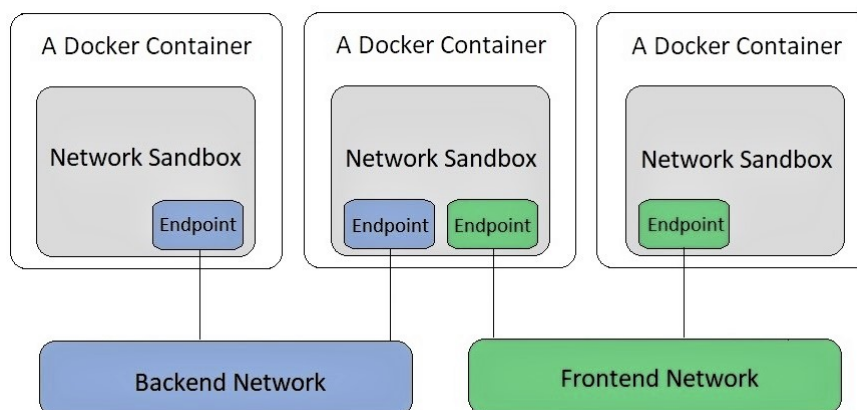 A Docker Container
A Docker Container
A Docker Container
Network Sandbox
Network Sandbox
Network Sandbox
Endpoint
Endpoint
Endpoint
Endpoint
Backend Network
Frontend Network